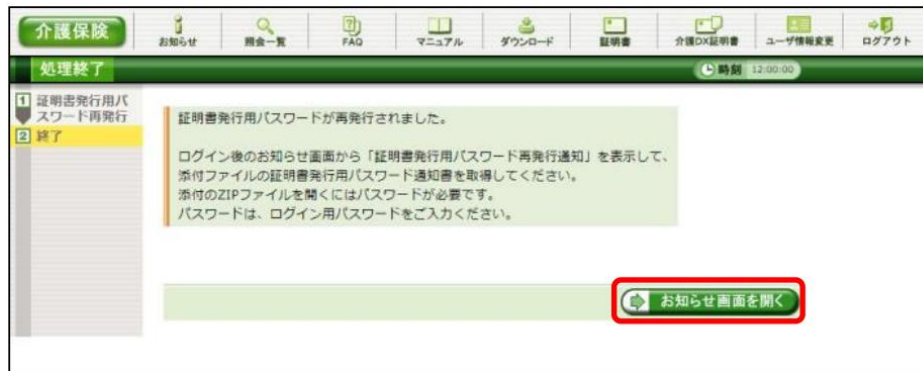 介護保険
お知らせ
照会一覧
FAQ
マニュアル
ダウンロード
証明書
介護DX証明書
ユーザ情報変更
ログアウト
処理終了
時刻 12:00:00
1 証明書発行用パ
スワード再発行
2 終了
証明書発行用パスワードが再発行されました。
ログイン後のお知らせ画面から「証明書発行用パスワード再発行通知」を表示して、
添付ファイルの証明書発行用パスワード通知書を取得してください。
添付のZIPファイルを開くにはパスワードが必要です。
パスワードは、ログイン用パスワードをご入力ください。
お知らせ画面を開く